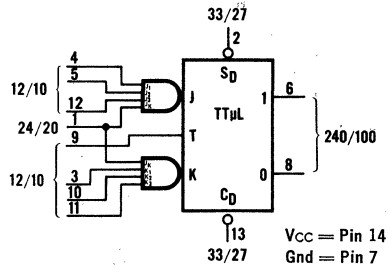 33/27
2
4
5
12/10
12
1
24/20
9
12/10
3
10
11
SD
J
TTμL
1
6
T
240/100
K
0
8
CD
13
33/27
VCC = Pin 14
Gnd = Pin 7